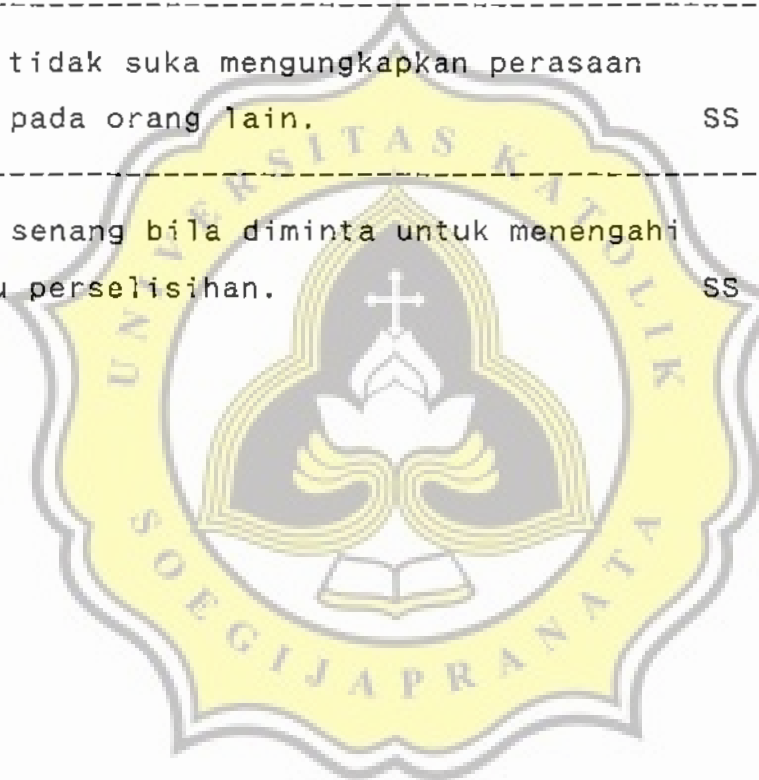 tidak suka mengungkapkan perasaan
pada orang lain. SS
senang bila diminta untuk menengahi
u perselisihan. SS
UNIVERSITAS KATOLIK
SOEGIJAPRANATA